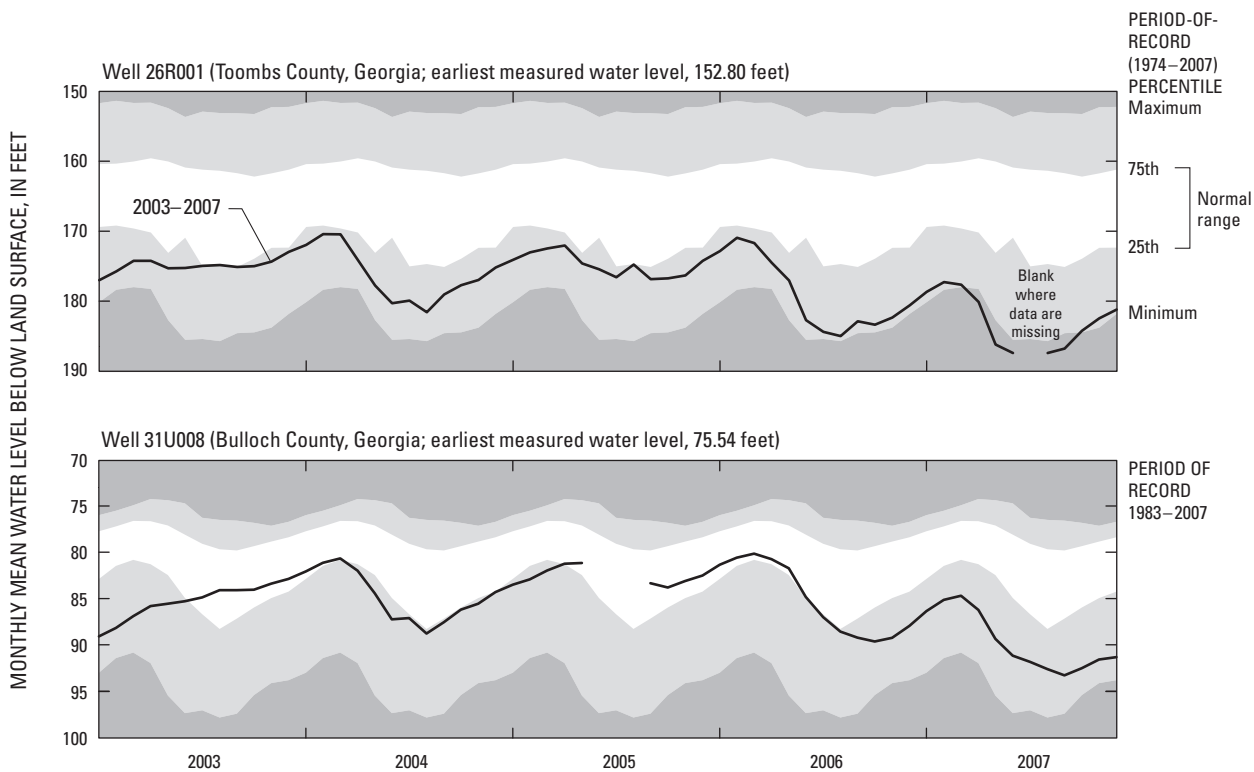 PERIOD-OF-
RECORD
(1974–2007)
PERCENTILE
Well 26R001 (Toombs County, Georgia; earliest measured water level, 152.80 feet)
150
160
170
180
190
2003–2007
Blank
where
data are
missing
Maximum
75th
Normal
range
25th
Minimum
MONTHLY MEAN WATER LEVEL BELOW LAND SURFACE, IN FEET
Well 31U008 (Bulloch County, Georgia; earliest measured water level, 75.54 feet)
70
75
80
85
90
95
100
PERIOD OF
RECORD
1983–2007
2003 2004 2005 2006 2007